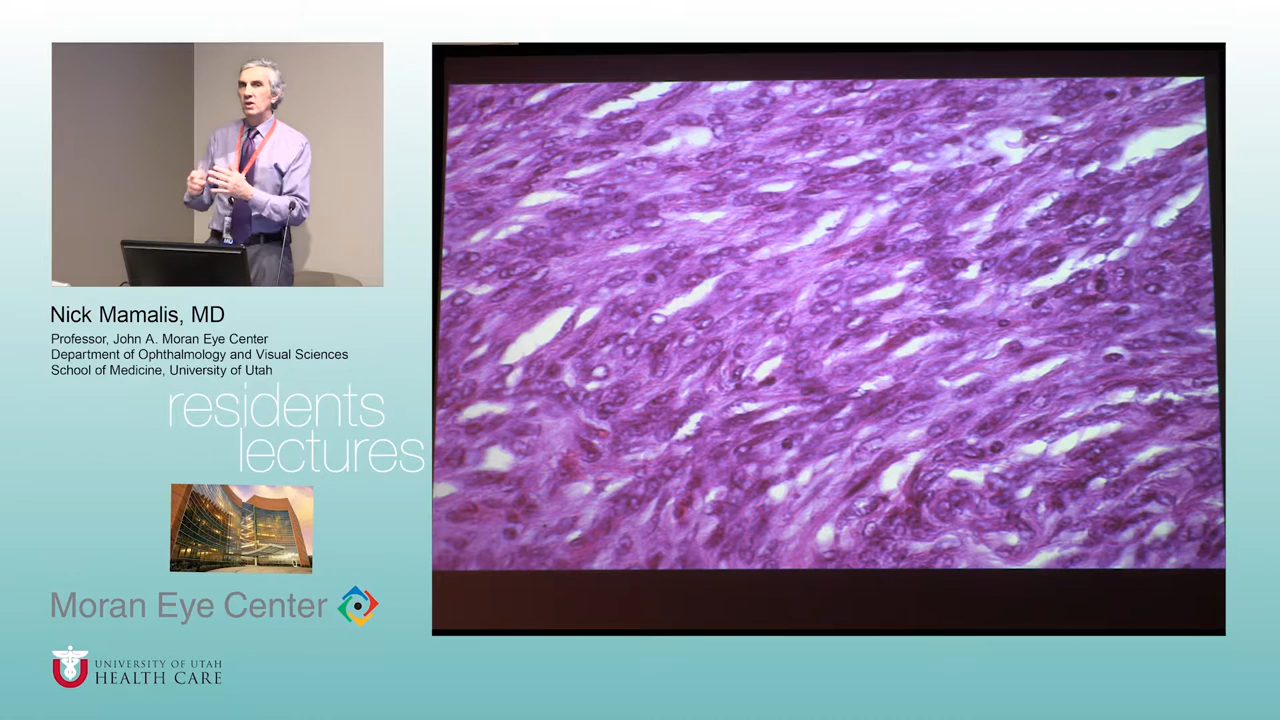 Nick Mamalis, MD
Professor, John A. Moran Eye Center
Department of Ophthalmology and Visual Sciences
School of Medicine, University of Utah
residents
lectures
Moran Eye Center
UNIVERSITY OF UTAH
HEALTH CARE
MD